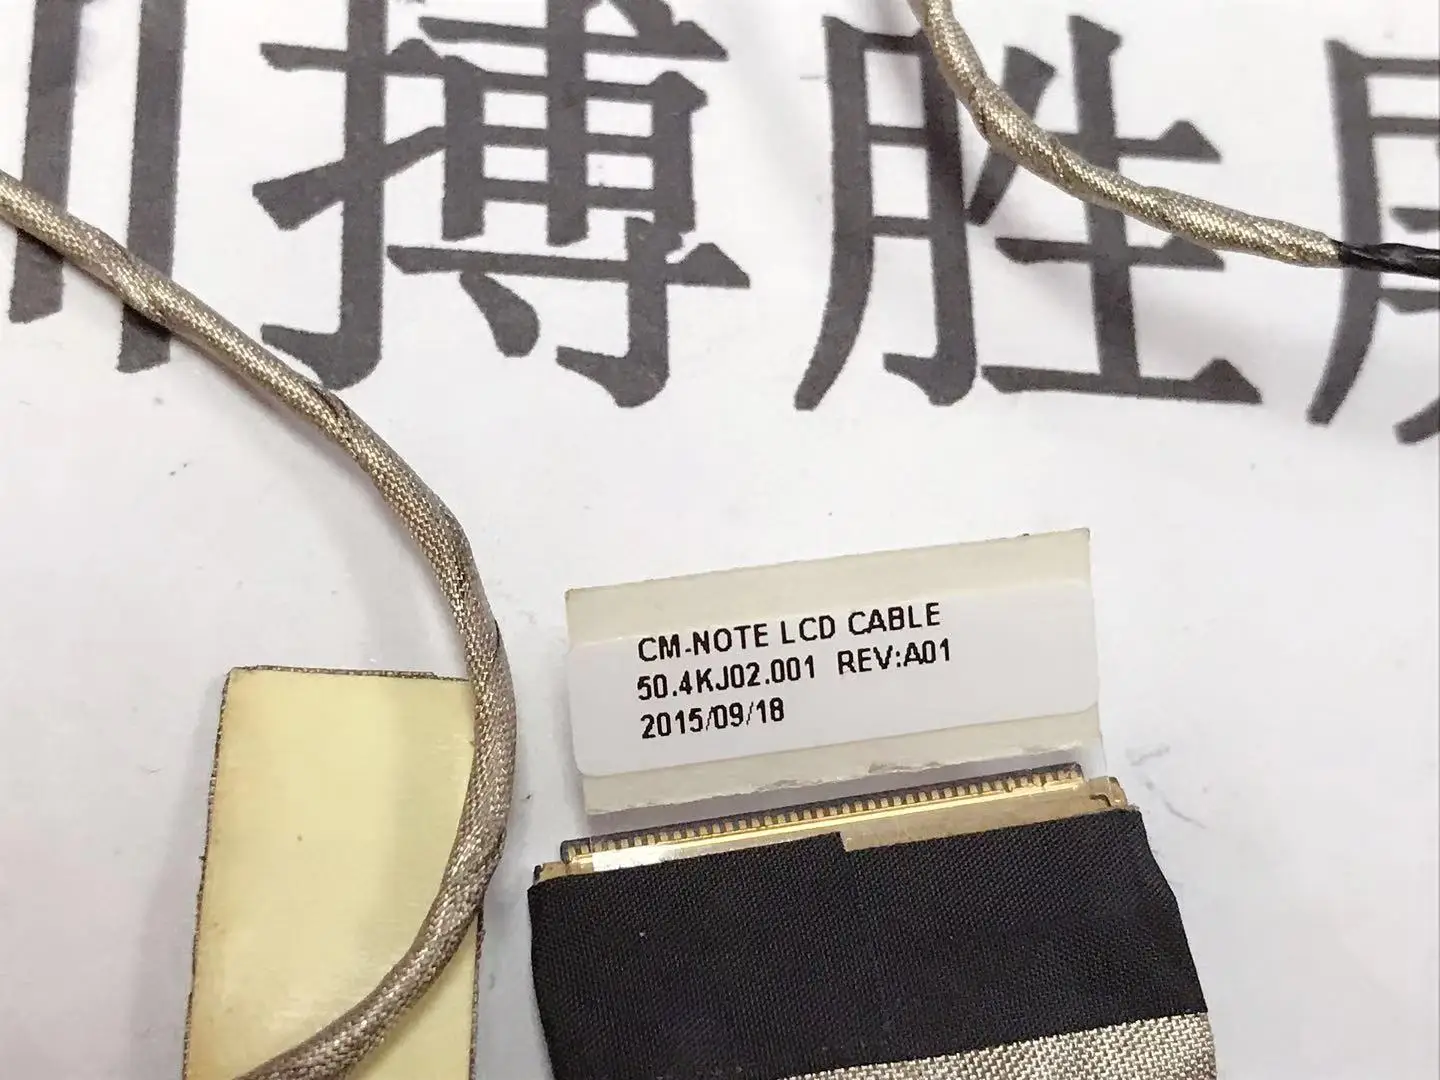 搏胜
CM-NOTE LCD CABLE
50.4KJ02.001 REV:A01
2015/09/18